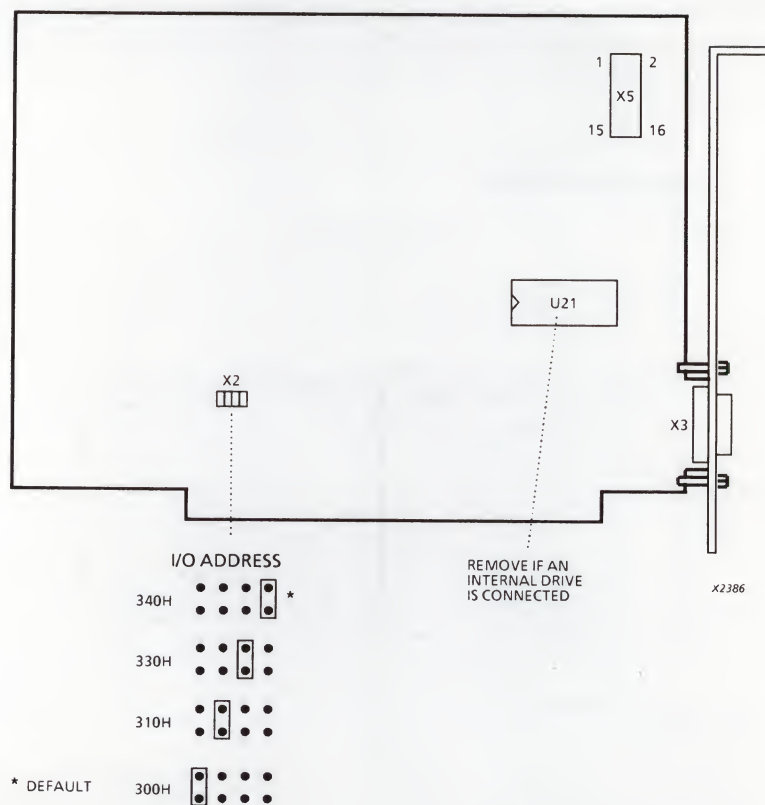 1 2
X5
15 16
U21
X2
X3
I/O ADDRESS
REMOVE IF AN
INTERNAL DRIVE
IS CONNECTED
X2386
340H *
330H
310H
* DEFAULT 300H